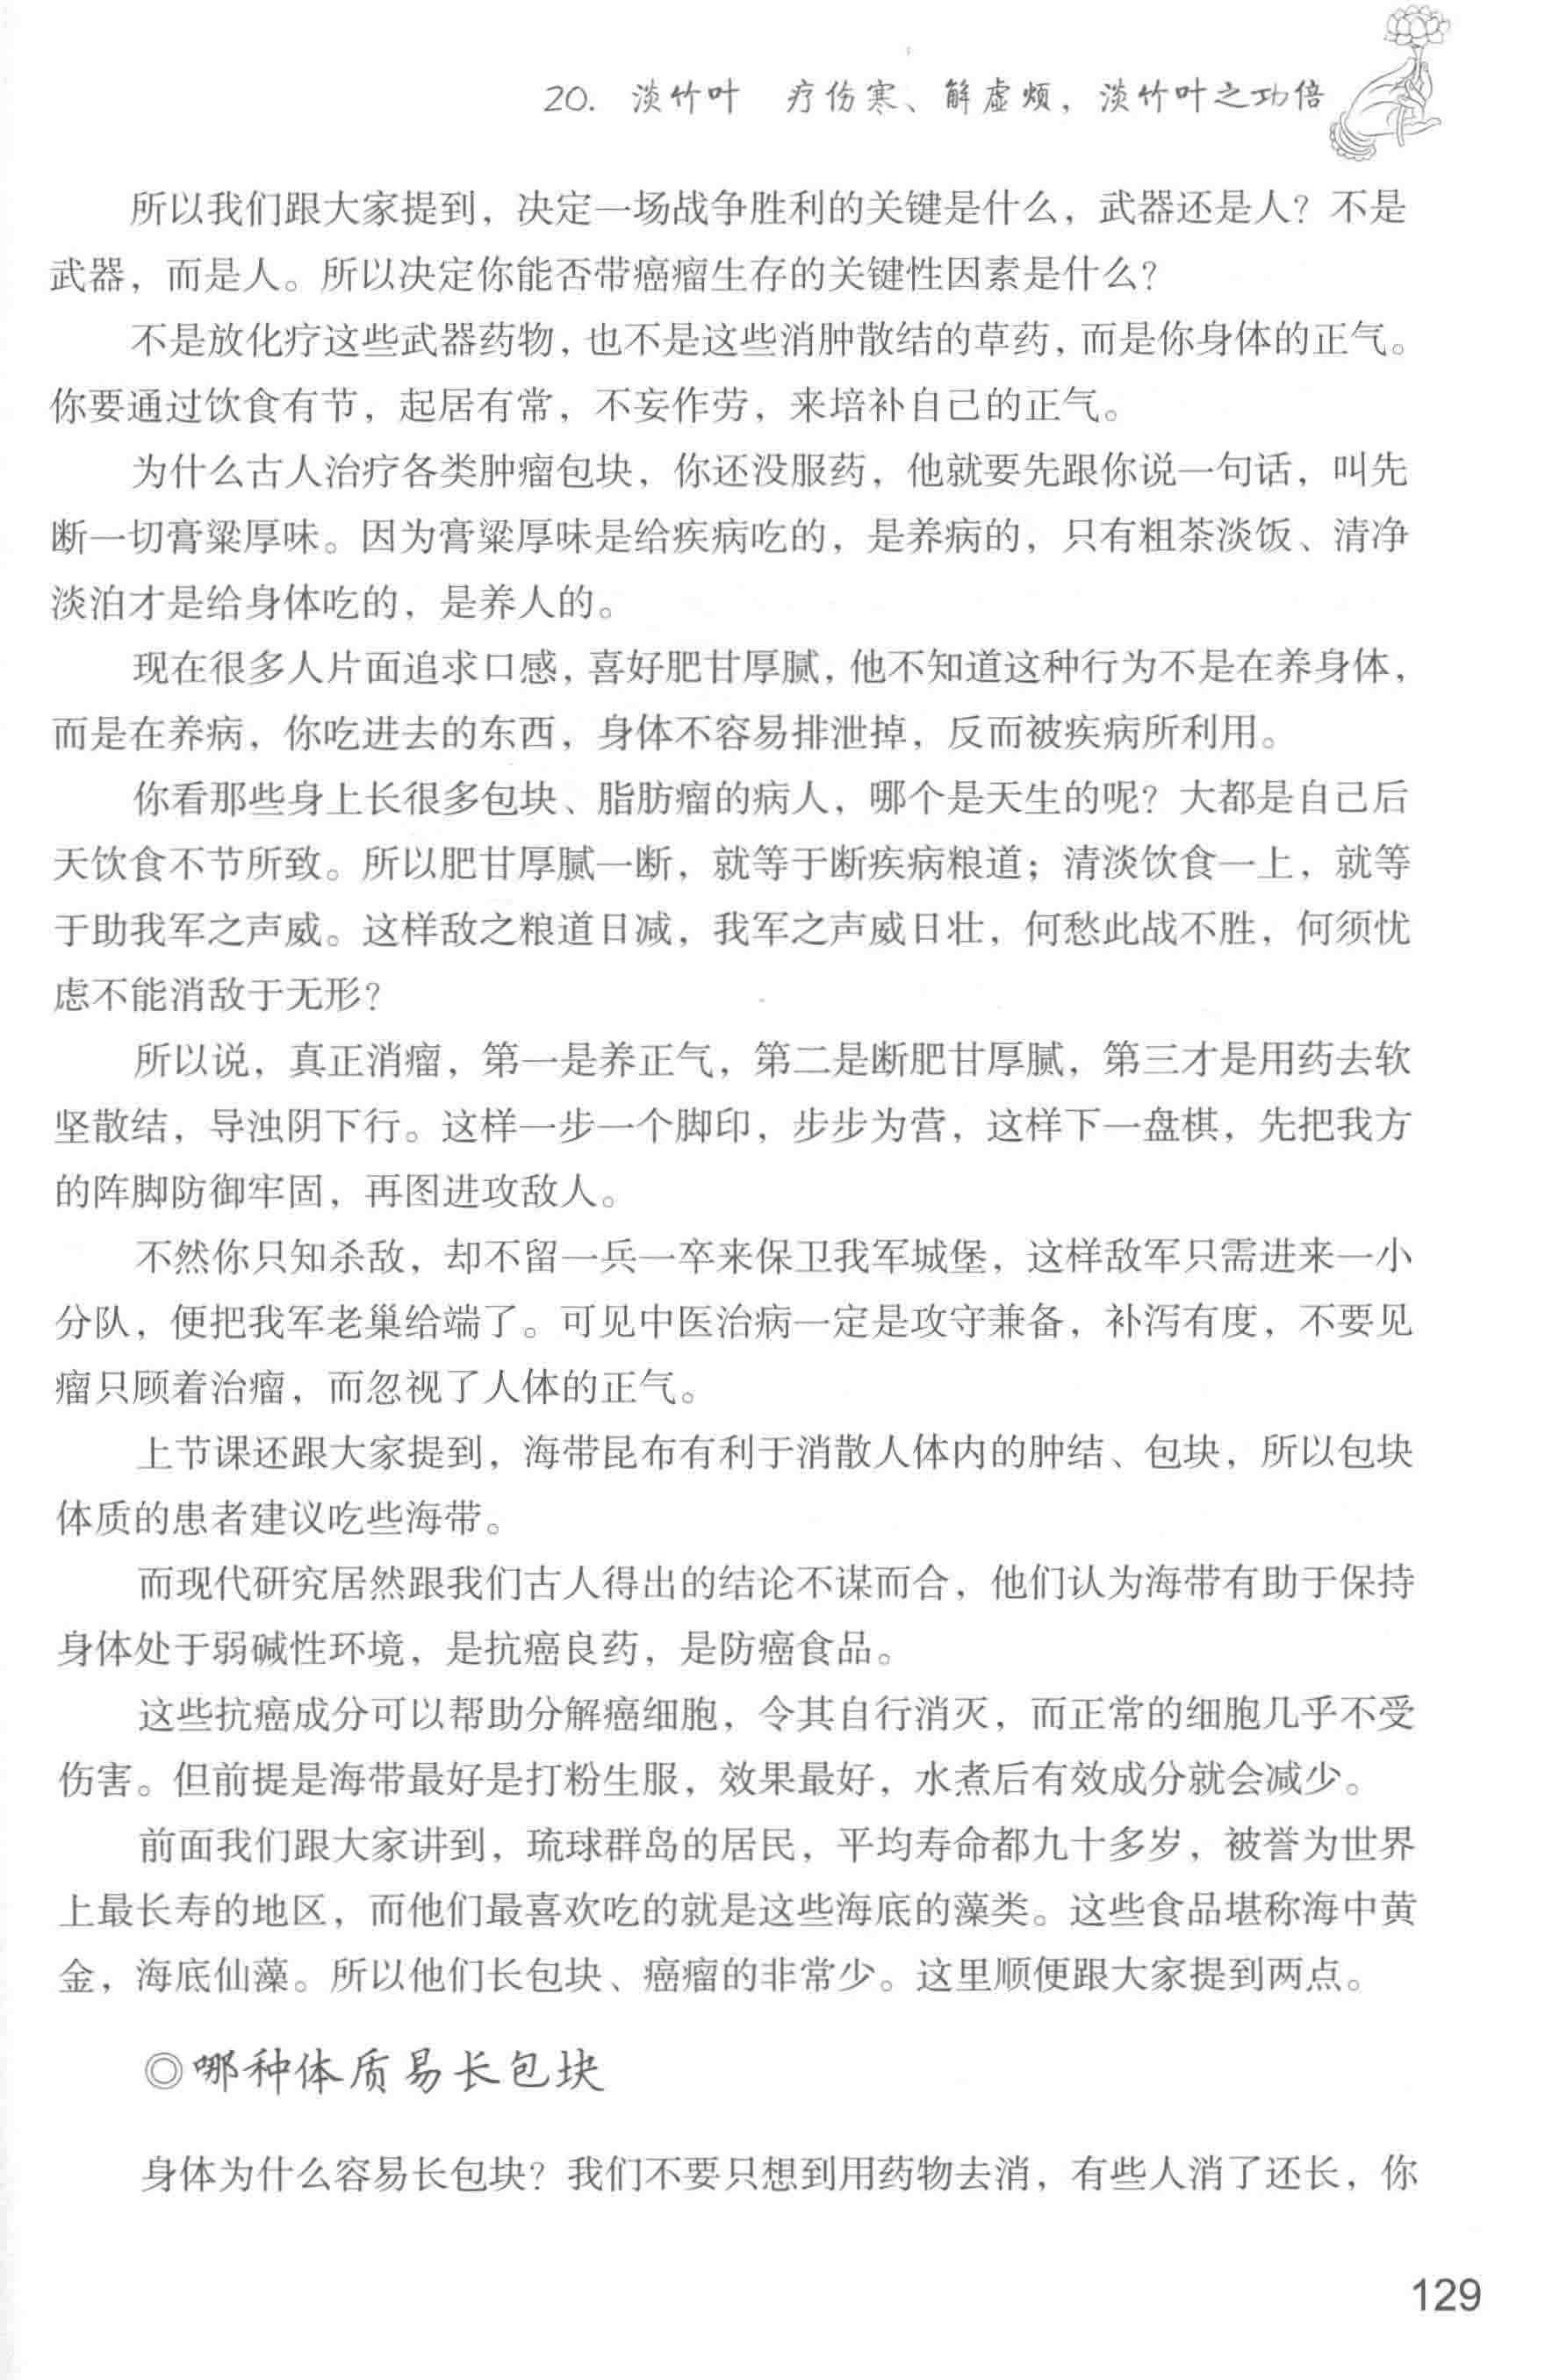 20. 淡竹叶 疗伤寒、解虚烦，淡竹叶之功倍
所以我们跟大家提到，决定一场战争胜利的关键是什么，武器还是人？不是
武器，而是人。所以决定你能否带癌瘤生存的关键性因素是什么？
不是放化疗这些武器药物，也不是这些消肿散结的草药，而是你身体的正气。
你要通过饮食有节，起居有常，不妄作劳，来培补自己的正气。
为什么古人治疗各类肿瘤包块，你还没服药，他就要先跟你说一句话，叫先
断一切膏粱厚味。因为膏粱厚味是给疾病吃的，是养病的，只有粗茶淡饭、清净
淡泊才是给身体吃的，是养人的。
现在很多人片面追求口感，喜好肥甘厚腻，他不知道这种行为不是在养身体，
而是在养病，你吃进去的东西，身体不容易排泄掉，反而被疾病所利用。
你看那些身上长很多包块、脂肪瘤的病人，哪个是天生的呢？大都是自己后
天饮食不节所致。所以肥甘厚腻一断，就等于断疾病粮道；清淡饮食一上，就等
于助我军之声威。这样敌之粮道日减，我军之声威日壮，何愁此战不胜，何须忧
虑不能消敌于无形？
所以说，真正消瘤，第一是养正气，第二是断肥甘厚腻，第三才是用药去软
坚散结，导浊阴下行。这样一步一个脚印，步步为营，这样下一盘棋，先把我方
的阵脚防御牢固，再图进攻敌人。
不然你只知杀敌，却不留一兵一卒来保卫我军城堡，这样敌军只需进来一小
分队，便把我军老巢给端了。可见中医治病一定是攻守兼备，补泻有度，不要见
瘤只顾着治瘤，而忽视了人体的正气。
上节课还跟大家提到，海带昆布有利于消散人体内的肿结、包块，所以包块
体质的患者建议吃些海带。
而现代研究居然跟我们古人得出的结论不谋而合，他们认为海带有助于保持
身体处于弱碱性环境，是抗癌良药，是防癌食品。
这些抗癌成分可以帮助分解癌细胞，令其自行消灭，而正常的细胞几乎不受
伤害。但前提是海带最好是打粉生服，效果最好，水煮后有效成分就会减少。
前面我们跟大家讲到，琉球群岛的居民，平均寿命都九十多岁，被誉为世界
上最长寿的地区，而他们最喜欢吃的就是这些海底的藻类。这些食品堪称海中黄
金，海底仙藻。所以他们长包块、癌瘤的非常少。这里顺便跟大家提到两点。
◎哪种体质易长包块
身体为什么容易长包块？我们不要只想到用药物去消，有些人消了还长，你
129